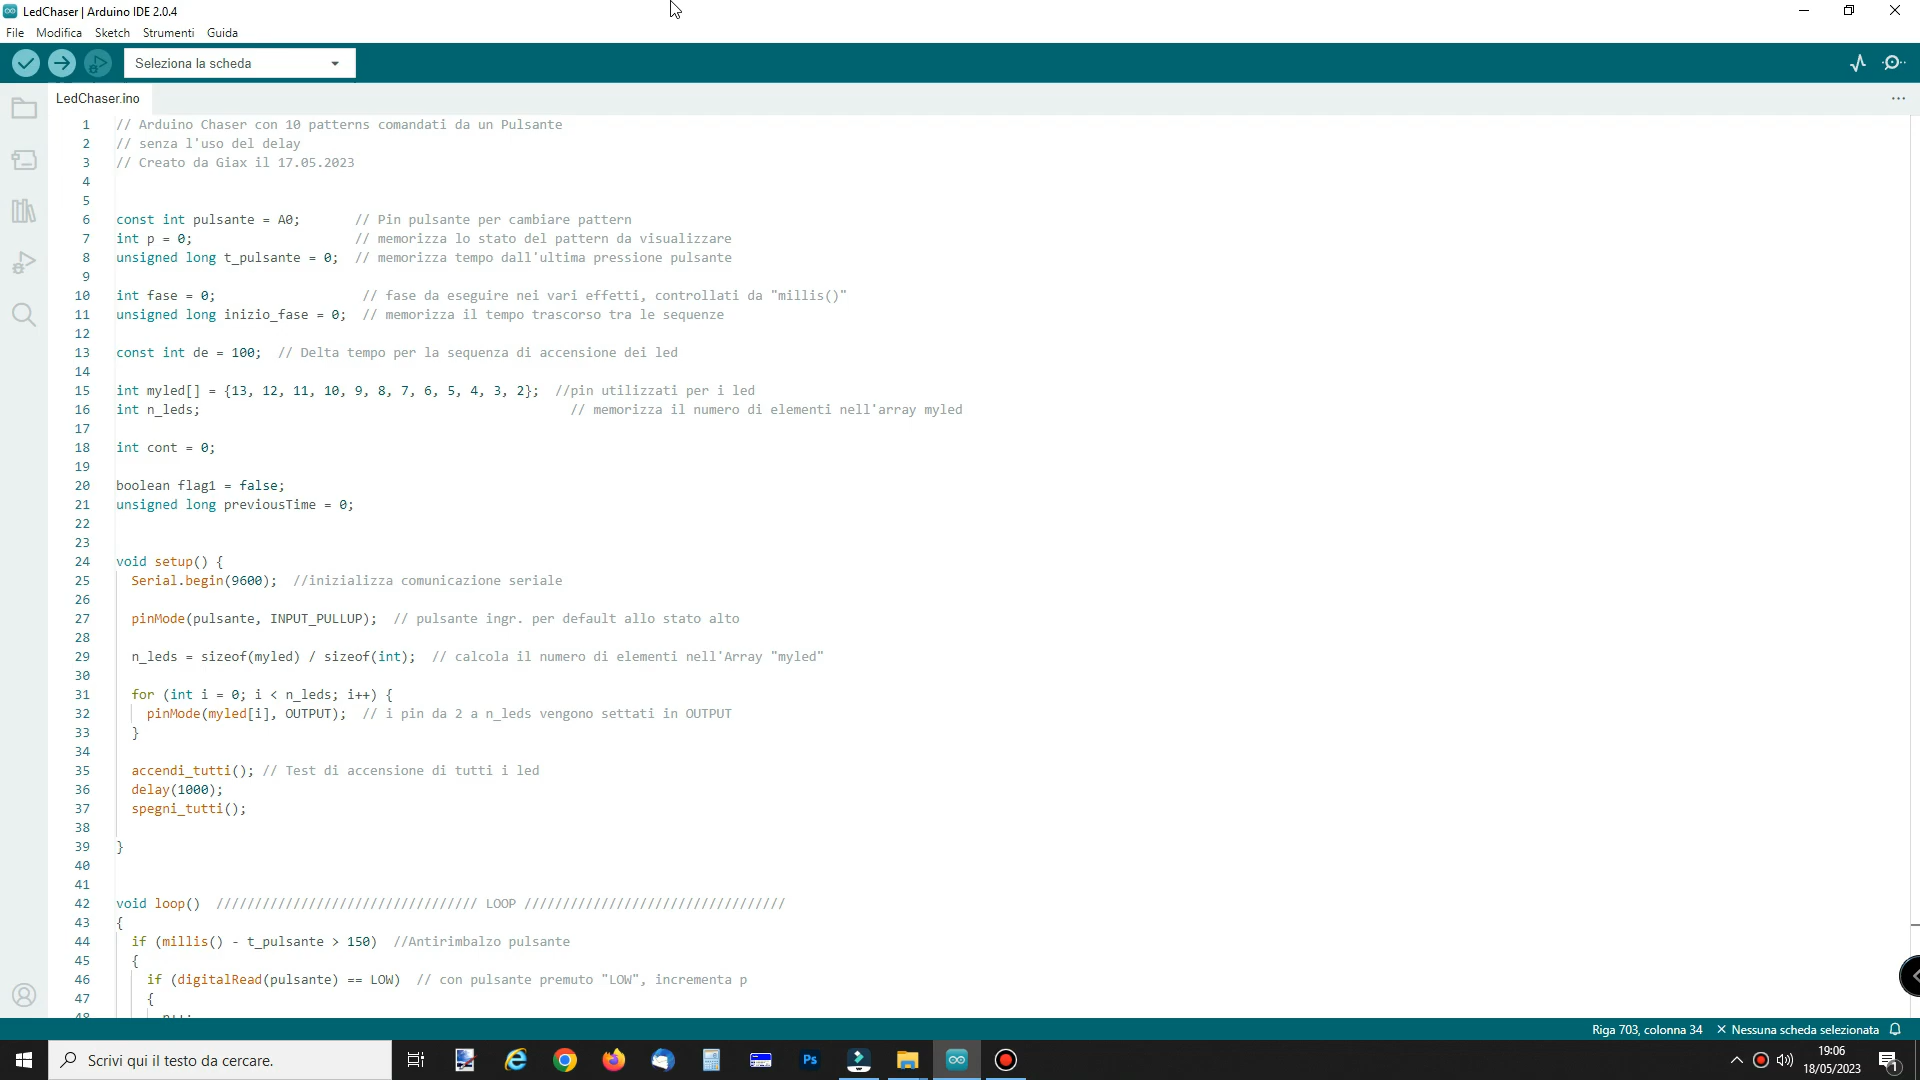 LedChaser | Arduino IDE 2.0.4
File Modifica Sketch Strumenti Guida
Seleziona la scheda
LedChaser.ino
1 // Arduino Chaser con 10 patterns comandati da un Pulsante
2 // senza l'uso del delay
3 // Creato da Giax il 17.05.2023
4
5
6 const int pulsante = A0; // Pin pulsante per cambiare pattern
7 int p = 0; // memorizza lo stato del pattern da visualizzare
8 unsigned long t_pulsante = 0; // memorizza tempo dall'ultima pressione pulsante
9
10 int fase = 0; // fase da eseguire nei vari effetti, controllati da "millis()"
11 unsigned long inizio_fase = 0; // memorizza il tempo trascorso tra le sequenze
12
13 const int de = 100; // Delta tempo per la sequenza di accensione dei led
14
15 int myled[] = {13, 12, 11, 10, 9, 8, 7, 6, 5, 4, 3, 2}; //pin utilizzati per i led
16 int n_leds; // memorizza il numero di elementi nell'array myled
17
18 int cont = 0;
19
20 boolean flag1 = false;
21 unsigned long previousTime = 0;
22
23
24 void setup() {
25 Serial.begin(9600); //inizializza comunicazione seriale
26
27 pinMode(pulsante, INPUT_PULLUP); // pulsante ingr. per default allo stato alto
28
29 n_leds = sizeof(myled) / sizeof(int); // calcola il numero di elementi nell'Array "myled"
30
31 for (int i = 0; i < n_leds; i++) {
32 pinMode(myled[i], OUTPUT); // i pin da 2 a n_leds vengono settati in OUTPUT
33 }
34
35 accendi_tutti(); // Test di accensione di tutti i led
36 delay(1000);
37 spegni_tutti();
38
39 }
40
41
42 void loop() ////////////////////////////////// LOOP //////////////////////////////////
43 {
44 if (millis() - t_pulsante > 150) //Antirimbalzo pulsante
45 {
46 if (digitalRead(pulsante) == LOW) // con pulsante premuto "LOW", incrementa p
47 {
Riga 703, colonna 34 Nessuna scheda selezionata
Scrivi qui il testo da cercare.
Ps
19:06
18/05/2023
1